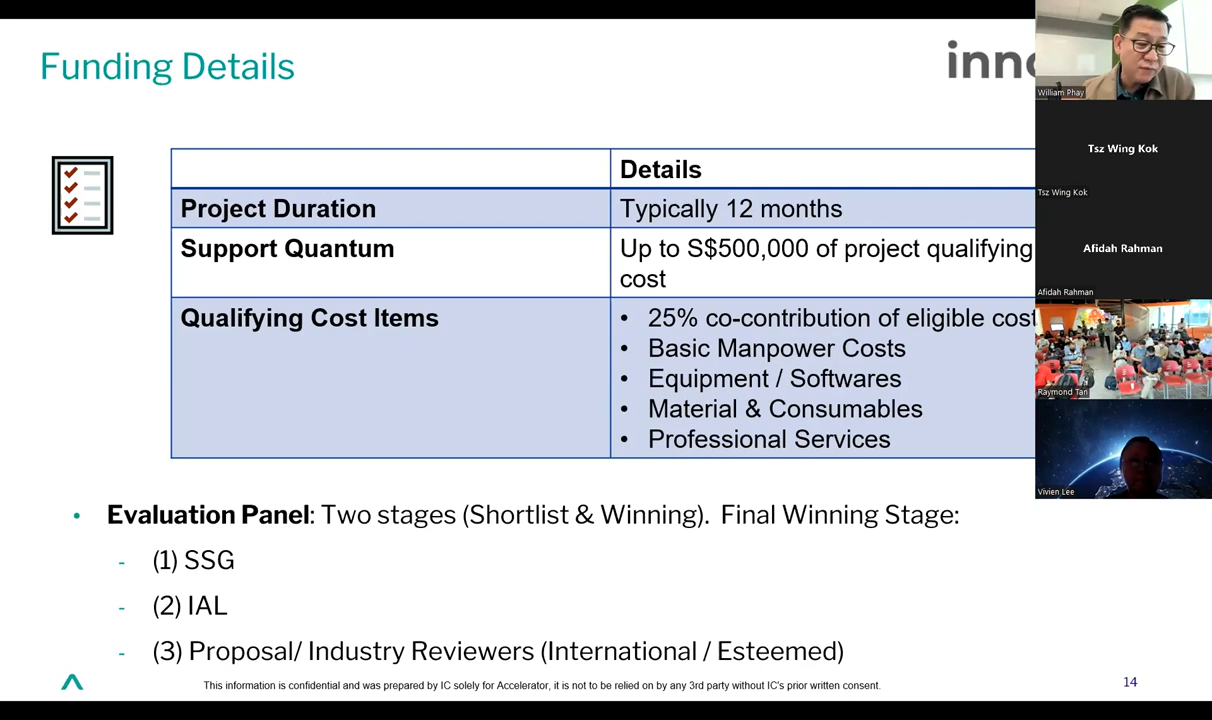 Funding Details
Details
Project Duration
Typically 12 months
Support Quantum
Up to S$500,000 of project qualifying
cost
Qualifying Cost Items
• 25% co-contribution of eligible cost
• Basic Manpower Costs
• Equipment / Softwares
• Material & Consumables
• Professional Services
• Evaluation Panel: Two stages (Shortlist & Winning). Final Winning Stage:
- (1) SSG
- (2) IAL
- (3) Proposal/ Industry Reviewers (International / Esteemed)
This information is confidential and was prepared by IC solely for Accelerator, it is not to be relied on by any 3rd party without IC's prior written consent.
14
William Phay
Tsz Wing Kok
Tsz Wing Kok
Afidah Rahman
Afidah Rahman
Raymond Tan
Vivien Lee